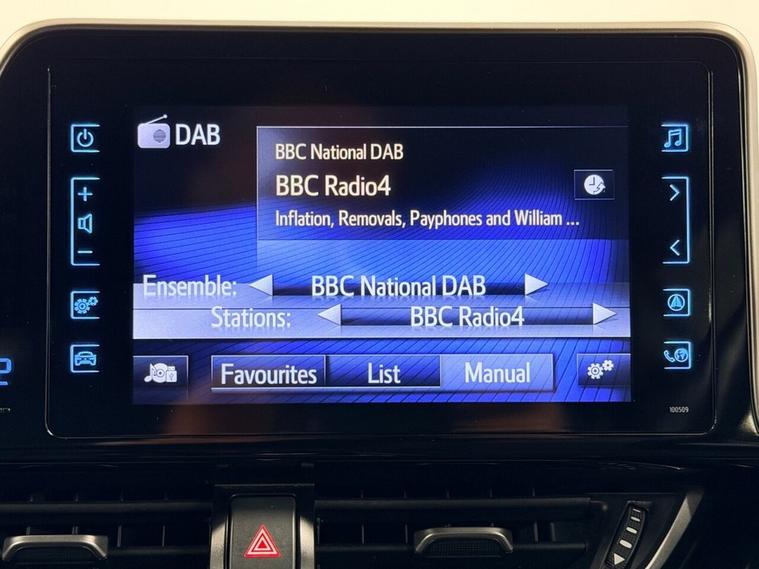 DAB
BBC National DAB
BBC Radio4
Inflation, Removals, Payphones and William ...
Ensemble: BBC National DAB
Stations: BBC Radio4
Favourites List Manual
100509